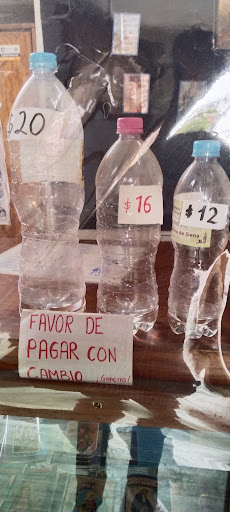 $20
$16
$12
FAVOR DE
PAGAR CON
CAMBIO ¡GRACIAS!